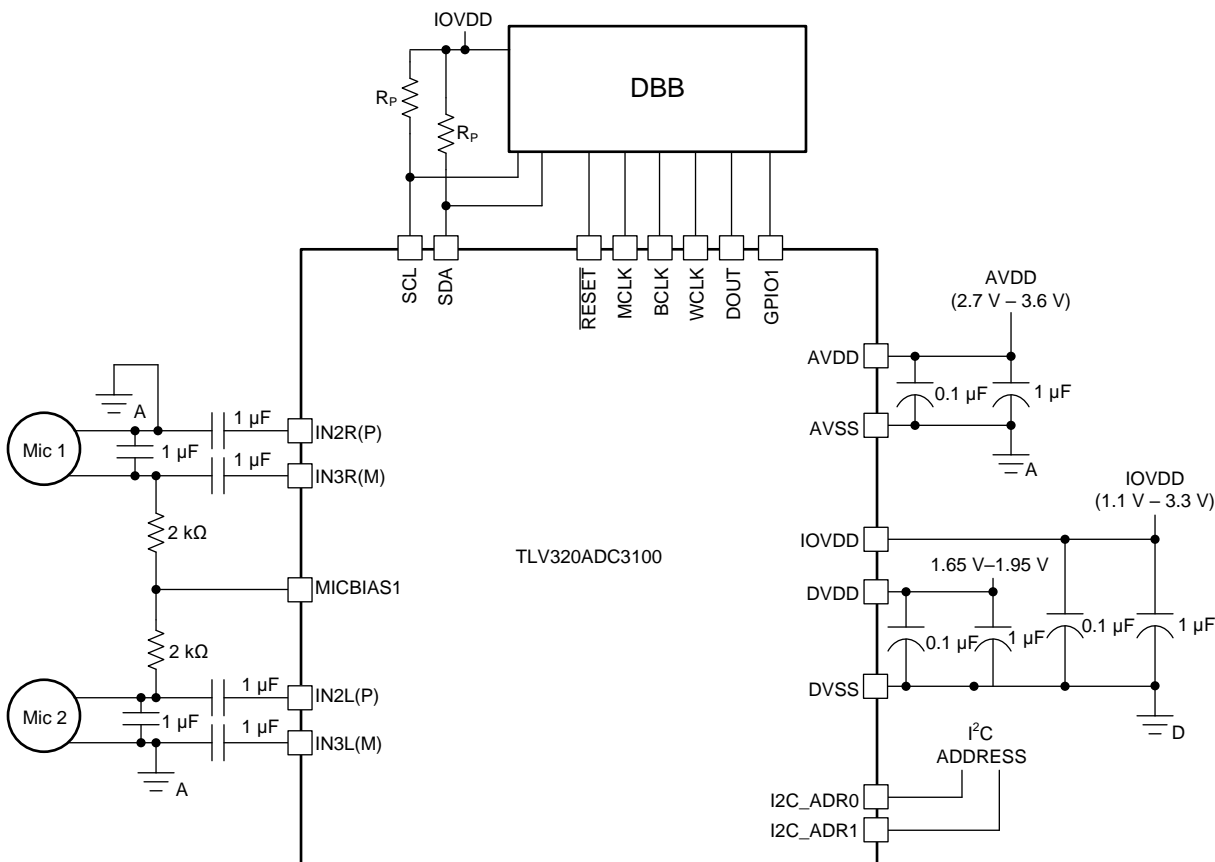 IOVDD
DBB
RP
RP
SCL
SDA
RESET
MCLK
BCLK
WCLK
DOUT
GPIO1
AVDD
(2.7 V – 3.6 V)
AVDD
0.1 µF
1 µF
AVSS
A
A
1 µF
IN2R(P)
Mic 1
1 µF
1 µF
IN3R(M)
2 kΩ
TLV320ADC3100
MICBIAS1
2 kΩ
1 µF
IN2L(P)
Mic 2
1 µF
1 µF
IN3L(M)
A
IOVDD
(1.1 V – 3.3 V)
IOVDD
1.65 V–1.95 V
DVDD
0.1 µF
1 µF
0.1 µF
1 µF
DVSS
D
I²C
ADDRESS
I2C_ADR0
I2C_ADR1